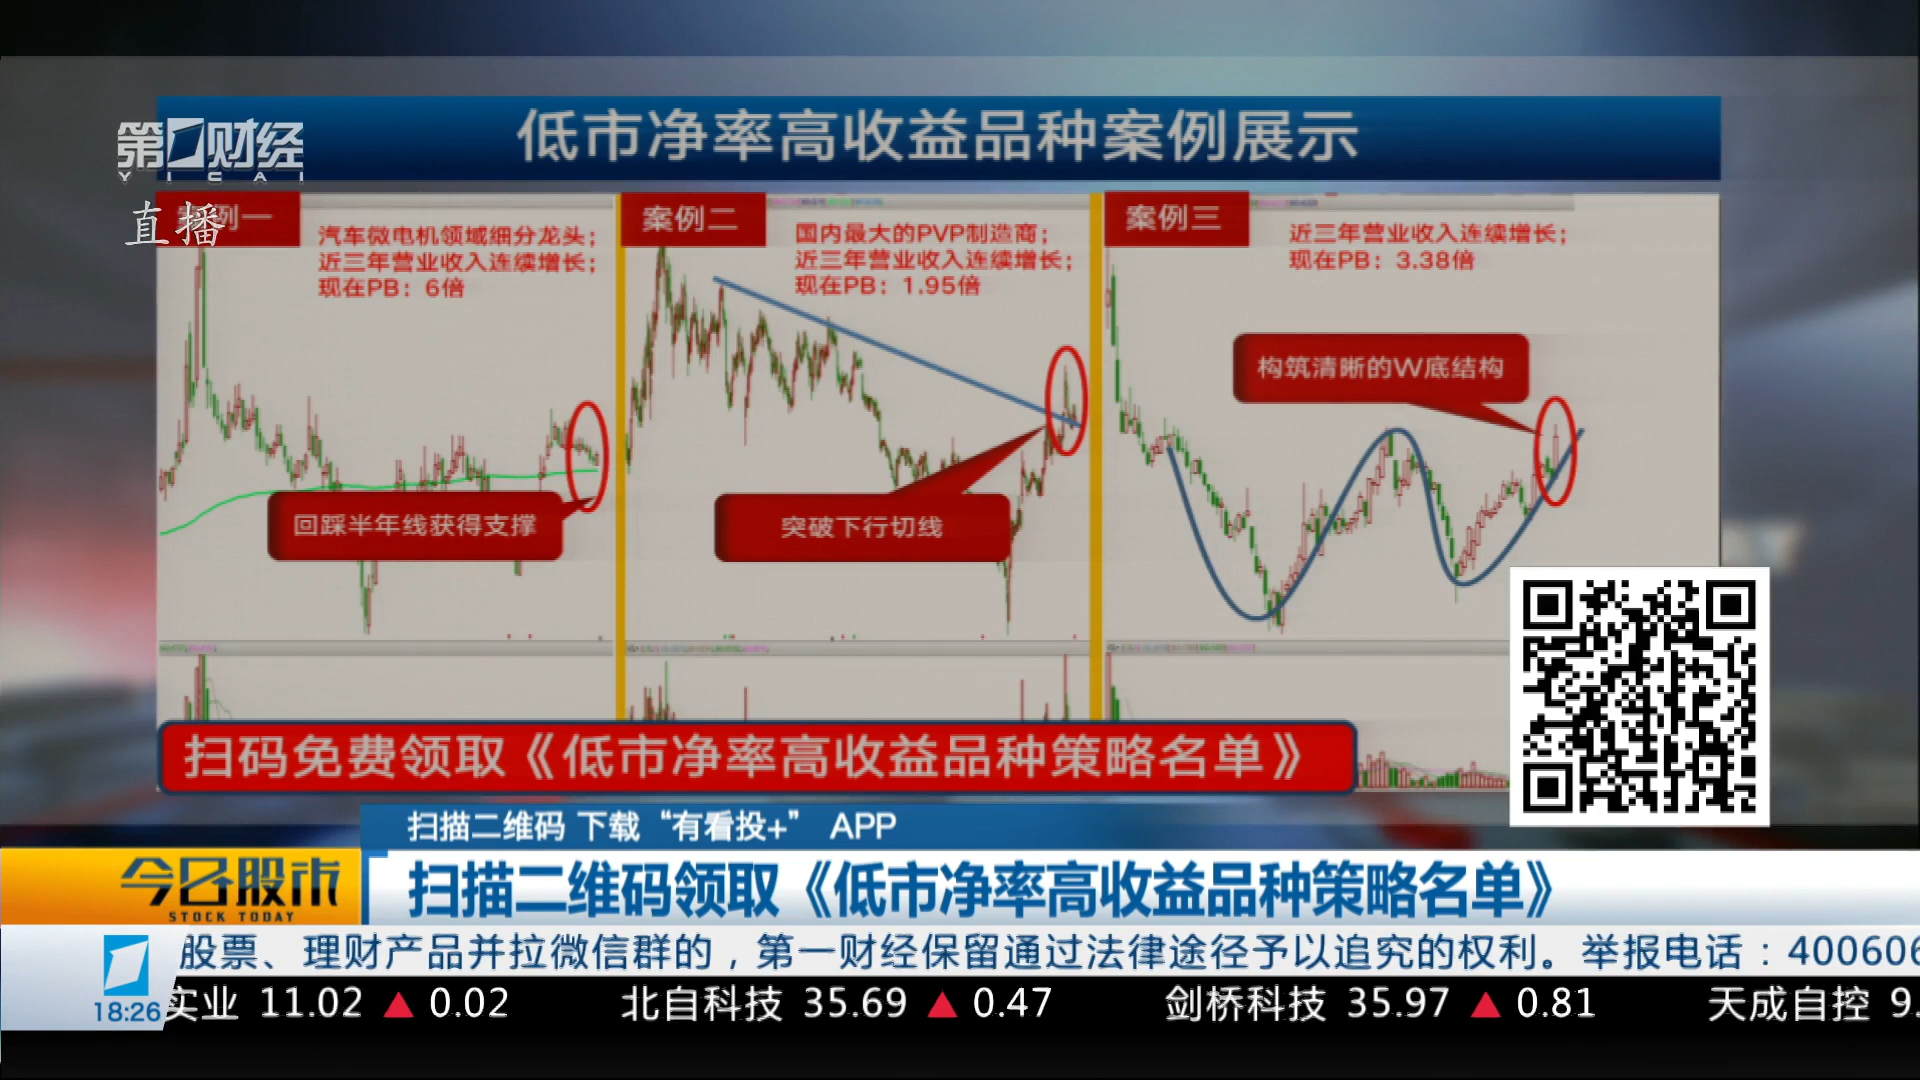 第一财经
YICAI
直播
低市净率高收益品种案例展示
案例一
汽车微电机领域细分龙头；
近三年营业收入连续增长；
现在PB：6倍
回踩半年线获得支撑
案例二
国内最大的PVP制造商；
近三年营业收入连续增长；
现在PB：1.95倍
突破下行切线
案例三
近三年营业收入连续增长；
现在PB：3.38倍
构筑清晰的W底结构
扫码免费领取《低市净率高收益品种策略名单》
扫描二维码 下载“有看投+” APP
今日股市
STOCK TODAY
扫描二维码领取《低市净率高收益品种策略名单》
股票、理财产品并拉微信群的，第一财经保留通过法律途径予以追究的权利。举报电话：400606
18:26
实业 11.02 ▲ 0.02 北自科技 35.69 ▲ 0.47 剑桥科技 35.97 ▲ 0.81 天成自控 9.